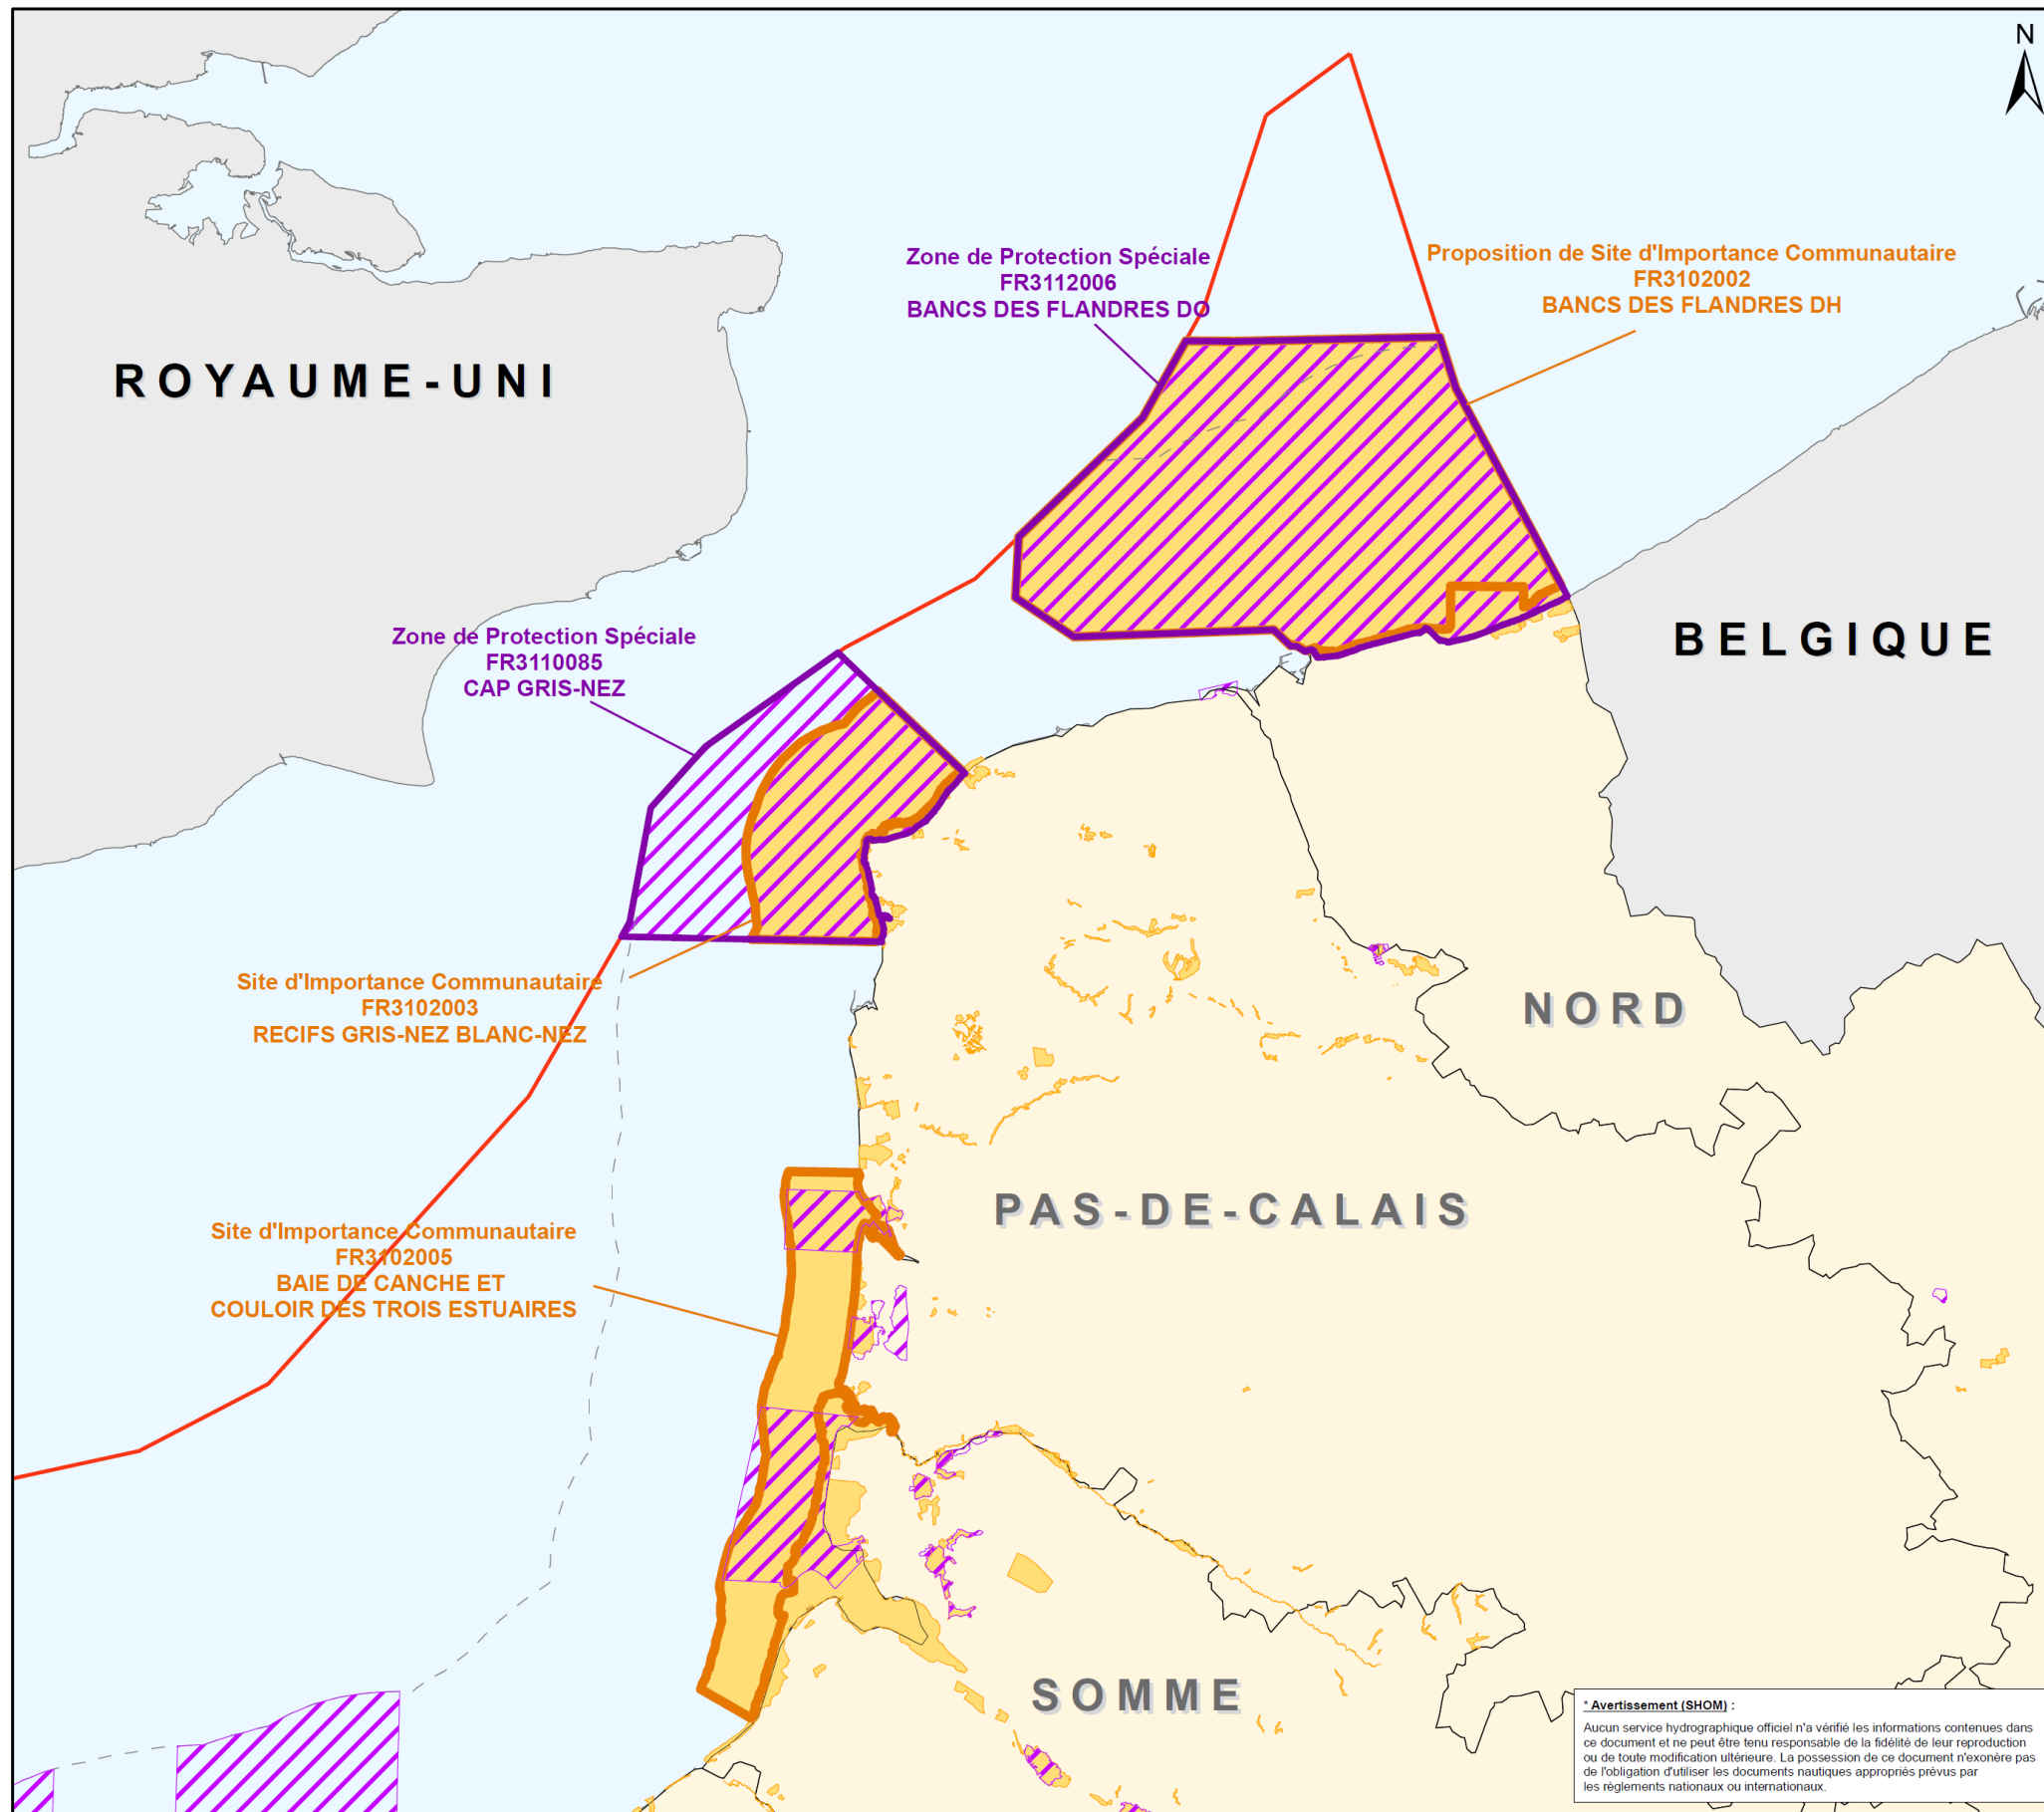 N
Zone de Protection Spéciale
FR3112006
BANCS DES FLANDRES DO
Proposition de Site d'Importance Communautaire
FR3102002
BANCS DES FLANDRES DH
ROYAUME-UNI
BELGIQUE
Zone de Protection Spéciale
FR3110085
CAP GRIS-NEZ
Site d'Importance Communautaire
FR3102003
RECIFS GRIS-NEZ BLANC-NEZ
NORD
PAS-DE-CALAIS
Site d'Importance Communautaire
FR3102005
BAIE DE CANCHE ET
COULOIR DES TROIS ESTUAIRES
SOMME
* Avertissement (SHOM) :
Aucun service hydrographique officiel n'a vérifié les informations contenues dans
ce document et ne peut être tenu responsable de la fidélité de leur reproduction
ou de toute modification ultérieure. La possession de ce document n'exonère pas
de l'obligation d'utiliser les documents nautiques appropriés prévus par
les règlements nationaux ou internationaux.